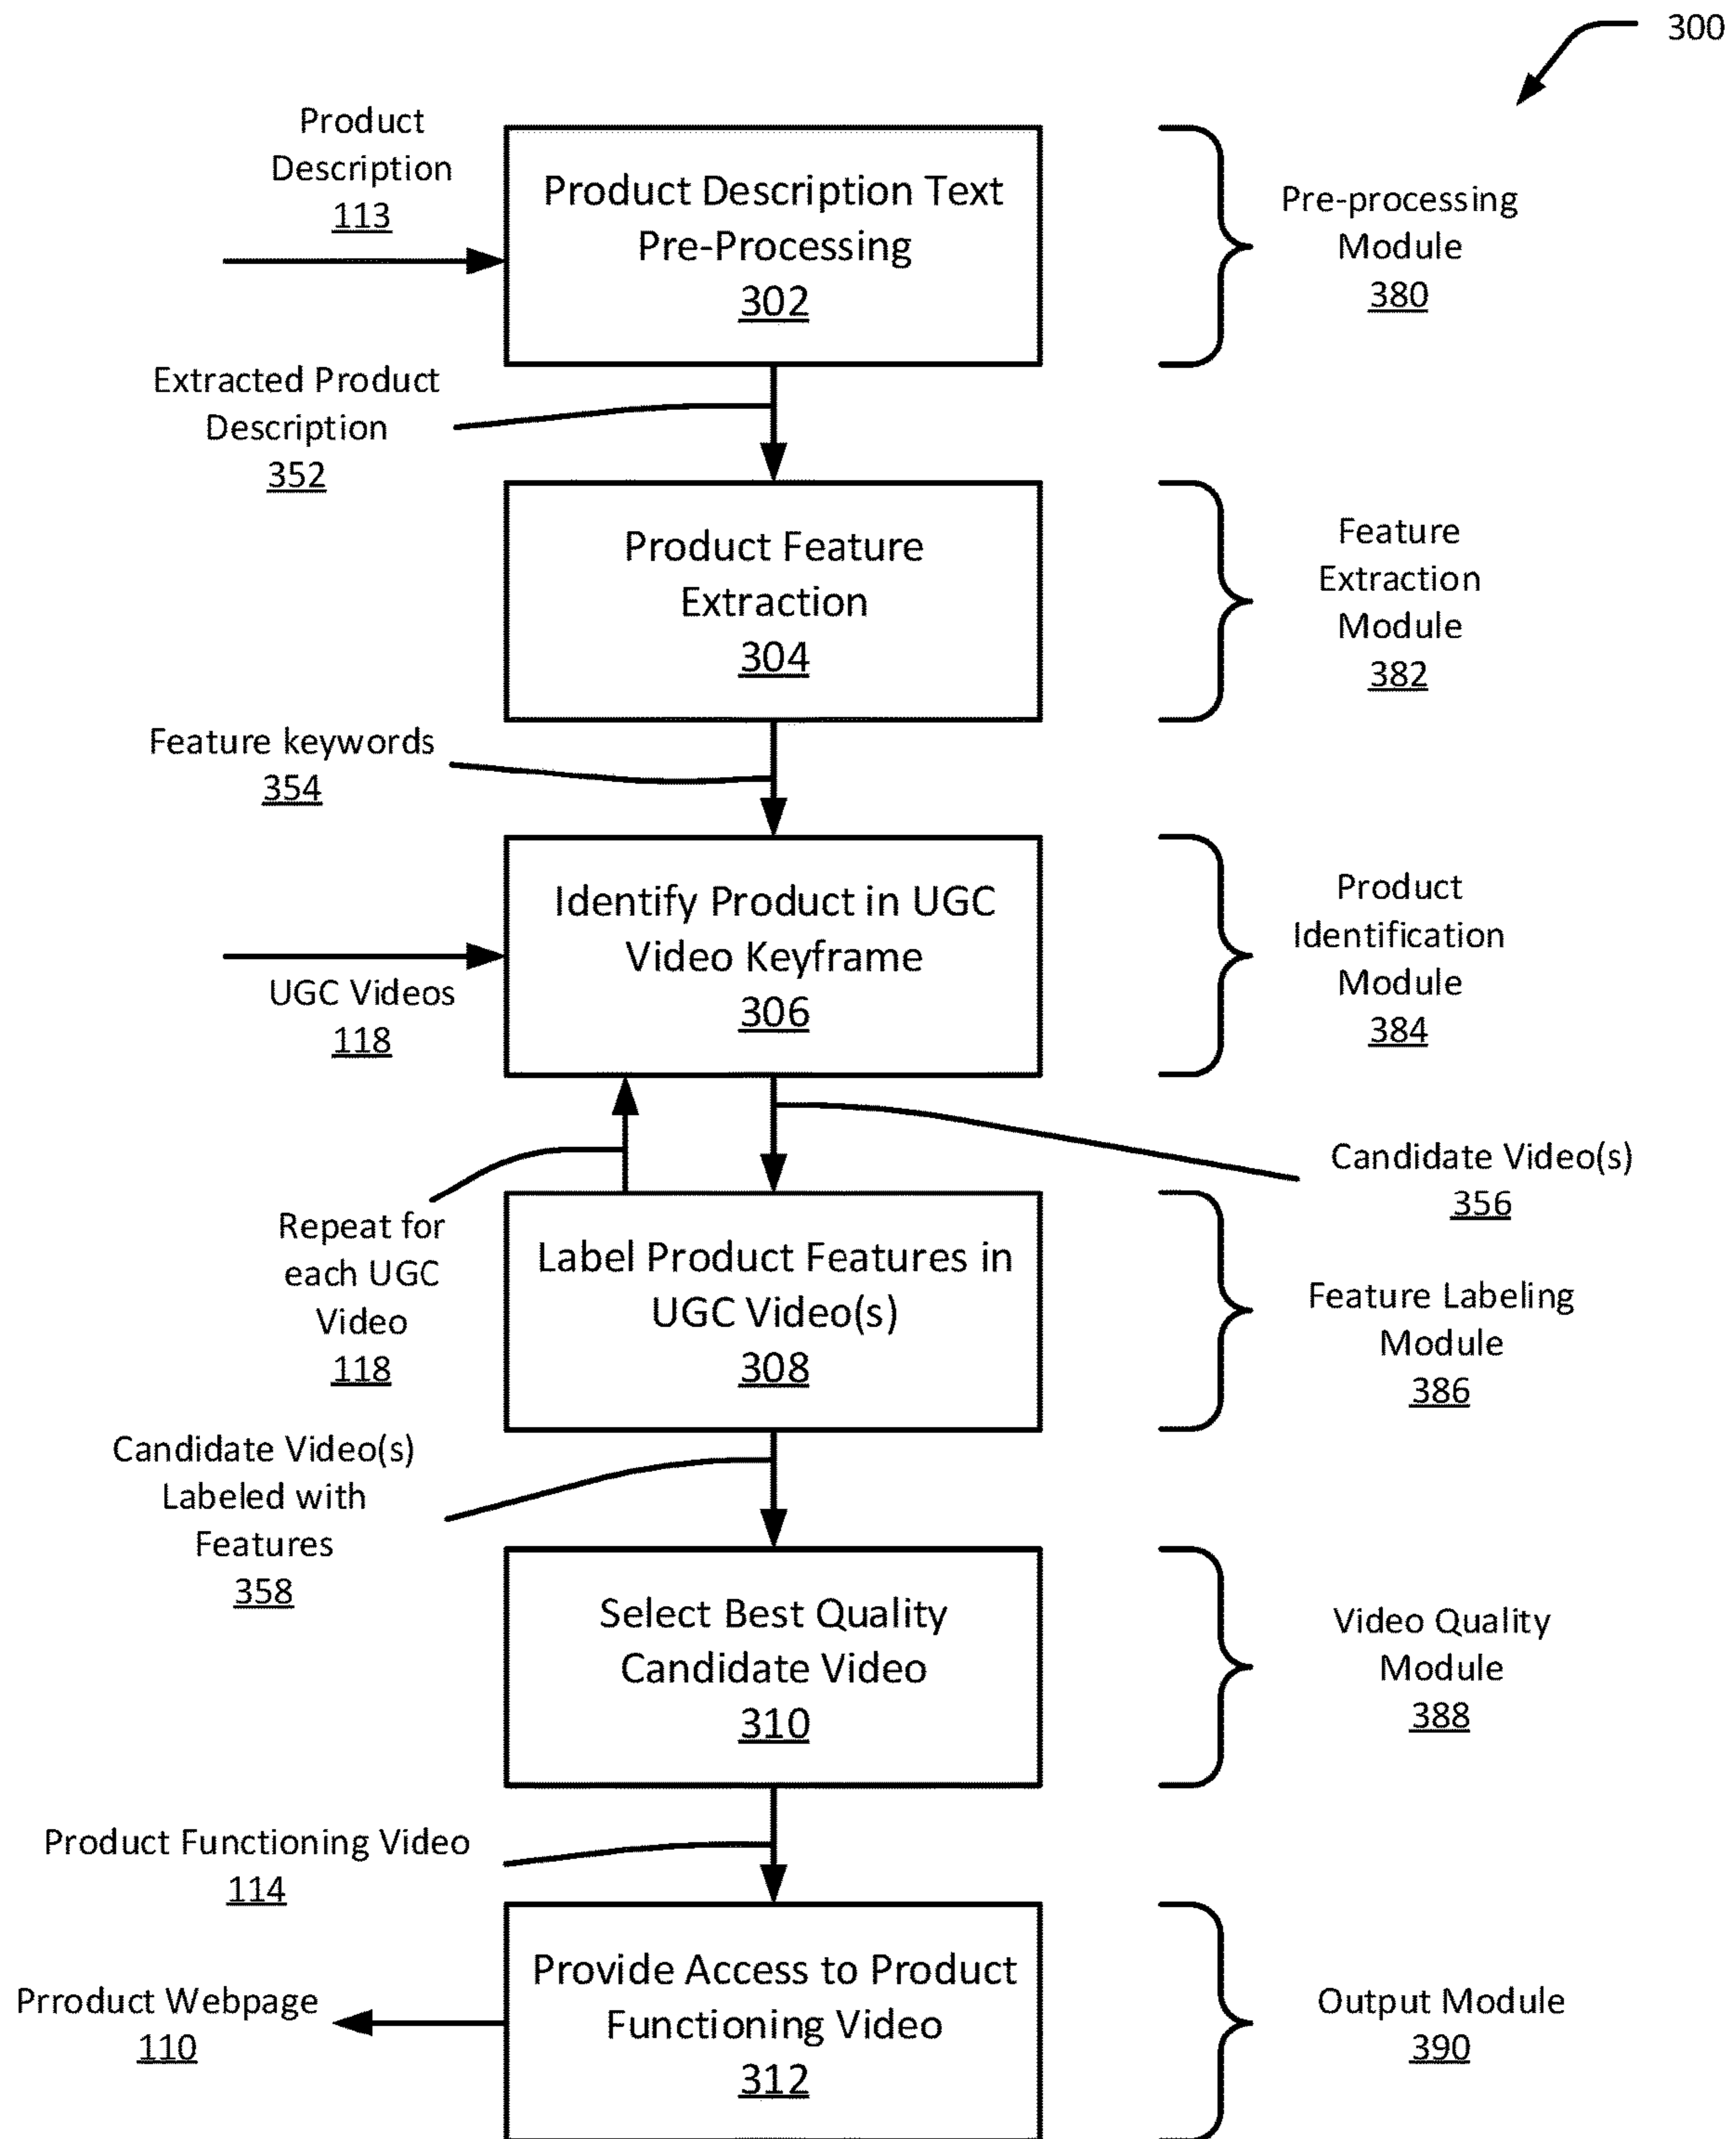 300
Product
Description
113
Product Description Text
Pre-Processing
302
Pre-processing
Module
380
Extracted Product
Description
352
Product Feature
Extraction
304
Feature
Extraction
Module
382
Feature keywords
354
Identify Product in UGC
Video Keyframe
306
Product
Identification
Module
384
UGC Videos
118
Candidate Video(s)
356
Repeat for
each UGC
Video
118
Label Product Features in
UGC Video(s)
308
Feature Labeling
Module
386
Candidate Video(s)
Labeled with
Features
358
Select Best Quality
Candidate Video
310
Video Quality
Module
388
Product Functioning Video
114
Provide Access to Product
Functioning Video
312
Prroduct Webpage
110
Output Module
390